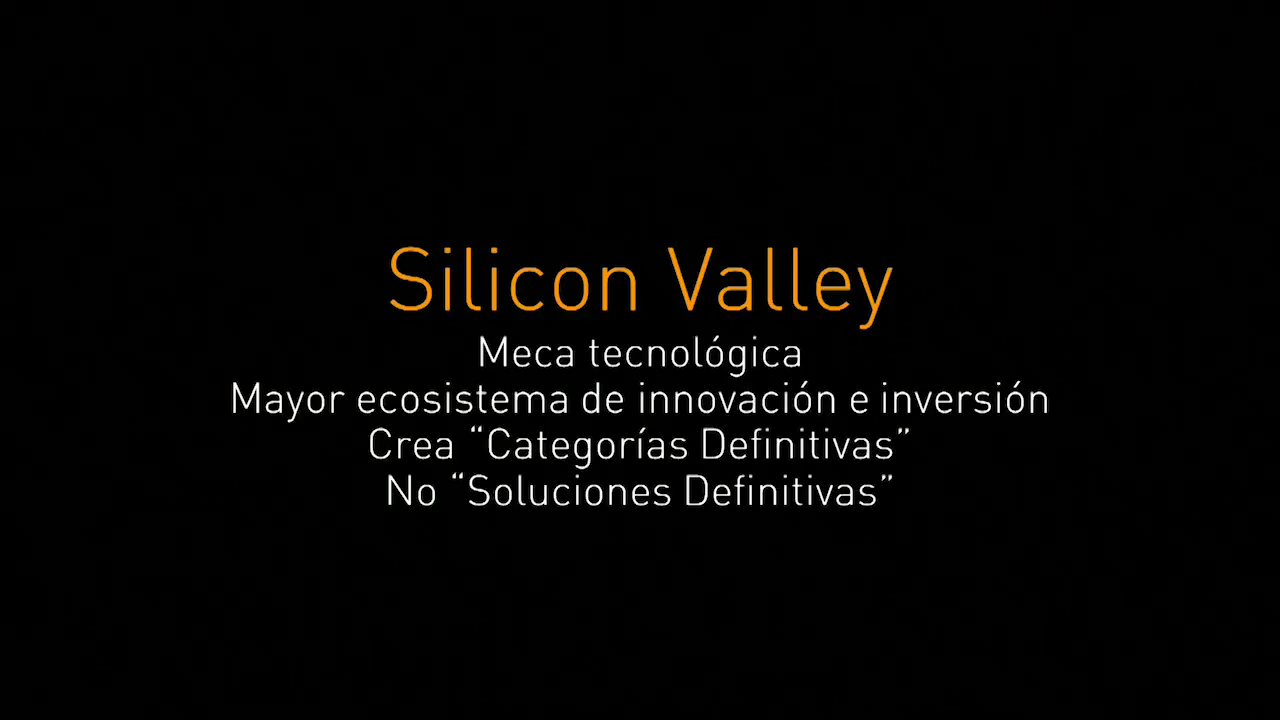 Silicon Valley
Meca tecnológica
Mayor ecosistema de innovación e inversión
Crea “Categorías Definitivas”
No “Soluciones Definitivas”